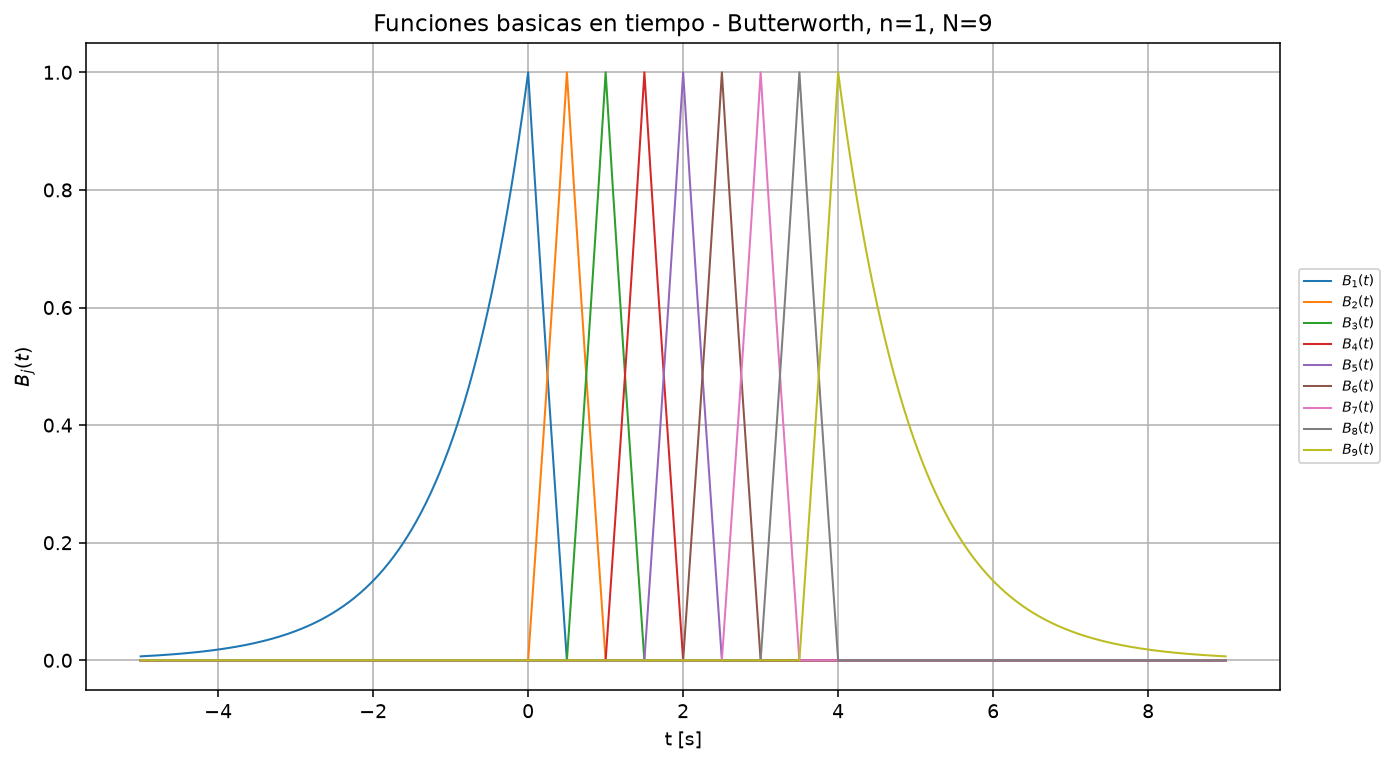 Funciones basicas en tiempo - Butterworth, n=1, N=9
1.0
0.8
0.6
0.4
0.2
0.0
B_j(t)
−4 −2 0 2 4 6 8
t [s]
B_1(t)
B_2(t)
B_3(t)
B_4(t)
B_5(t)
B_6(t)
B_7(t)
B_8(t)
B_9(t)